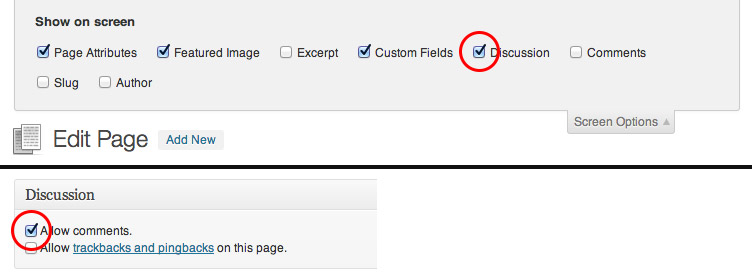 Show on screen
Page Attributes Featured Image Excerpt Custom Fields Discussion Comments
Slug Author
Screen Options
Edit Page Add New
Discussion
Allow comments.
Allow trackbacks and pingbacks on this page.